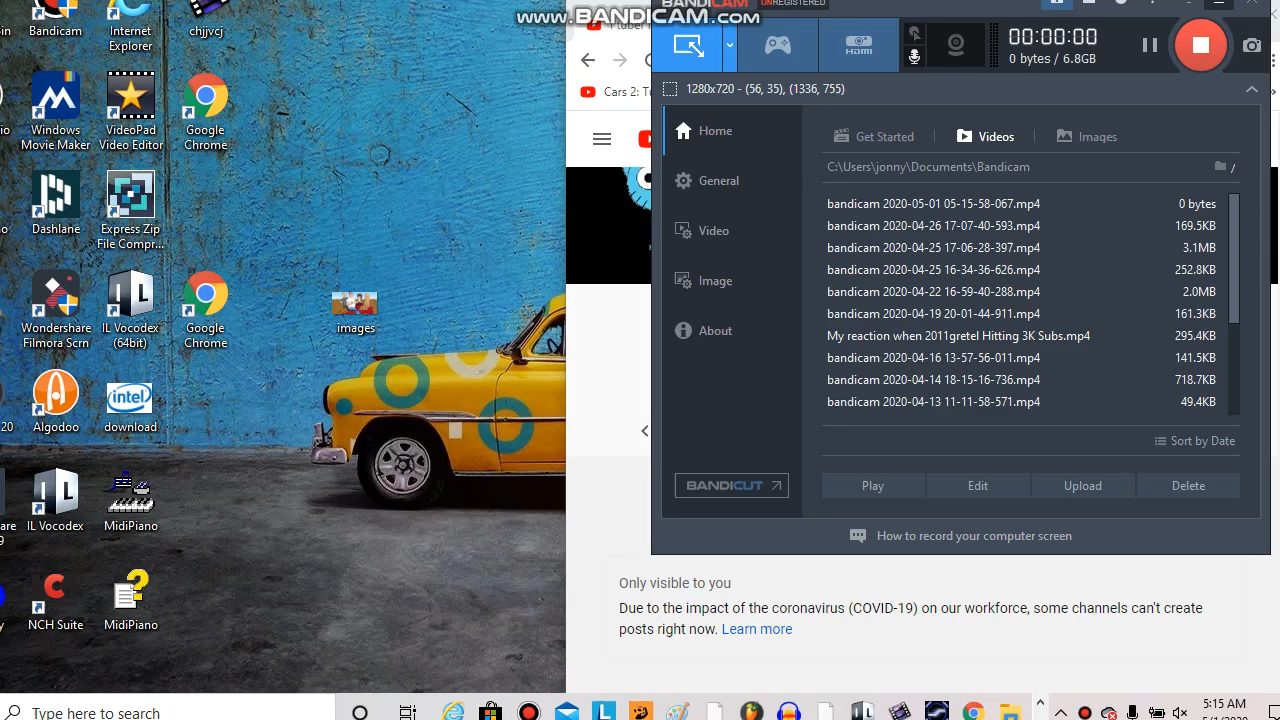 Bandicam
Internet
Explorer
chjjvcj
Windows
Movie Maker
VideoPad
Video Editor
Google
Chrome
Dashlane
Express Zip
File Compr...
Wondershare
Filmora Scrn
IL Vocodex
(64bit)
Google
Chrome
images
Algodoo
intel
download
IL Vocodex
MidiPiano
NCH Suite
MidiPiano
20
www.BANDICAM.com
Cars 2:
BANDICAM
UNREGISTERED
HDMI
00:00:00
0 bytes / 6.8GB
1280x720 - (56, 35), (1336, 755)
Home
General
Video
Image
About
BANDICUT
Get Started
Videos
Images
C:\Users\jonny\Documents\Bandicam
/
bandicam 2020-05-01 05-15-58-067.mp4 0 bytes
bandicam 2020-04-26 17-07-40-593.mp4 169.5KB
bandicam 2020-04-25 17-06-28-397.mp4 3.1MB
bandicam 2020-04-25 16-34-36-626.mp4 252.8KB
bandicam 2020-04-22 16-59-40-288.mp4 2.0MB
bandicam 2020-04-19 20-01-44-911.mp4 161.3KB
My reaction when 2011gretel Hitting 3K Subs.mp4 295.4KB
bandicam 2020-04-16 13-37-56-011.mp4 141.5KB
bandicam 2020-04-14 18-15-16-736.mp4 718.7KB
bandicam 2020-04-13 11-11-58-571.mp4 49.4KB
Sort by Date
Play Edit Upload Delete
How to record your computer screen
Only visible to you
Due to the impact of the coronavirus (COVID-19) on our workforce, some channels can't create
posts right now. Learn more
Type here to search
5:15 AM